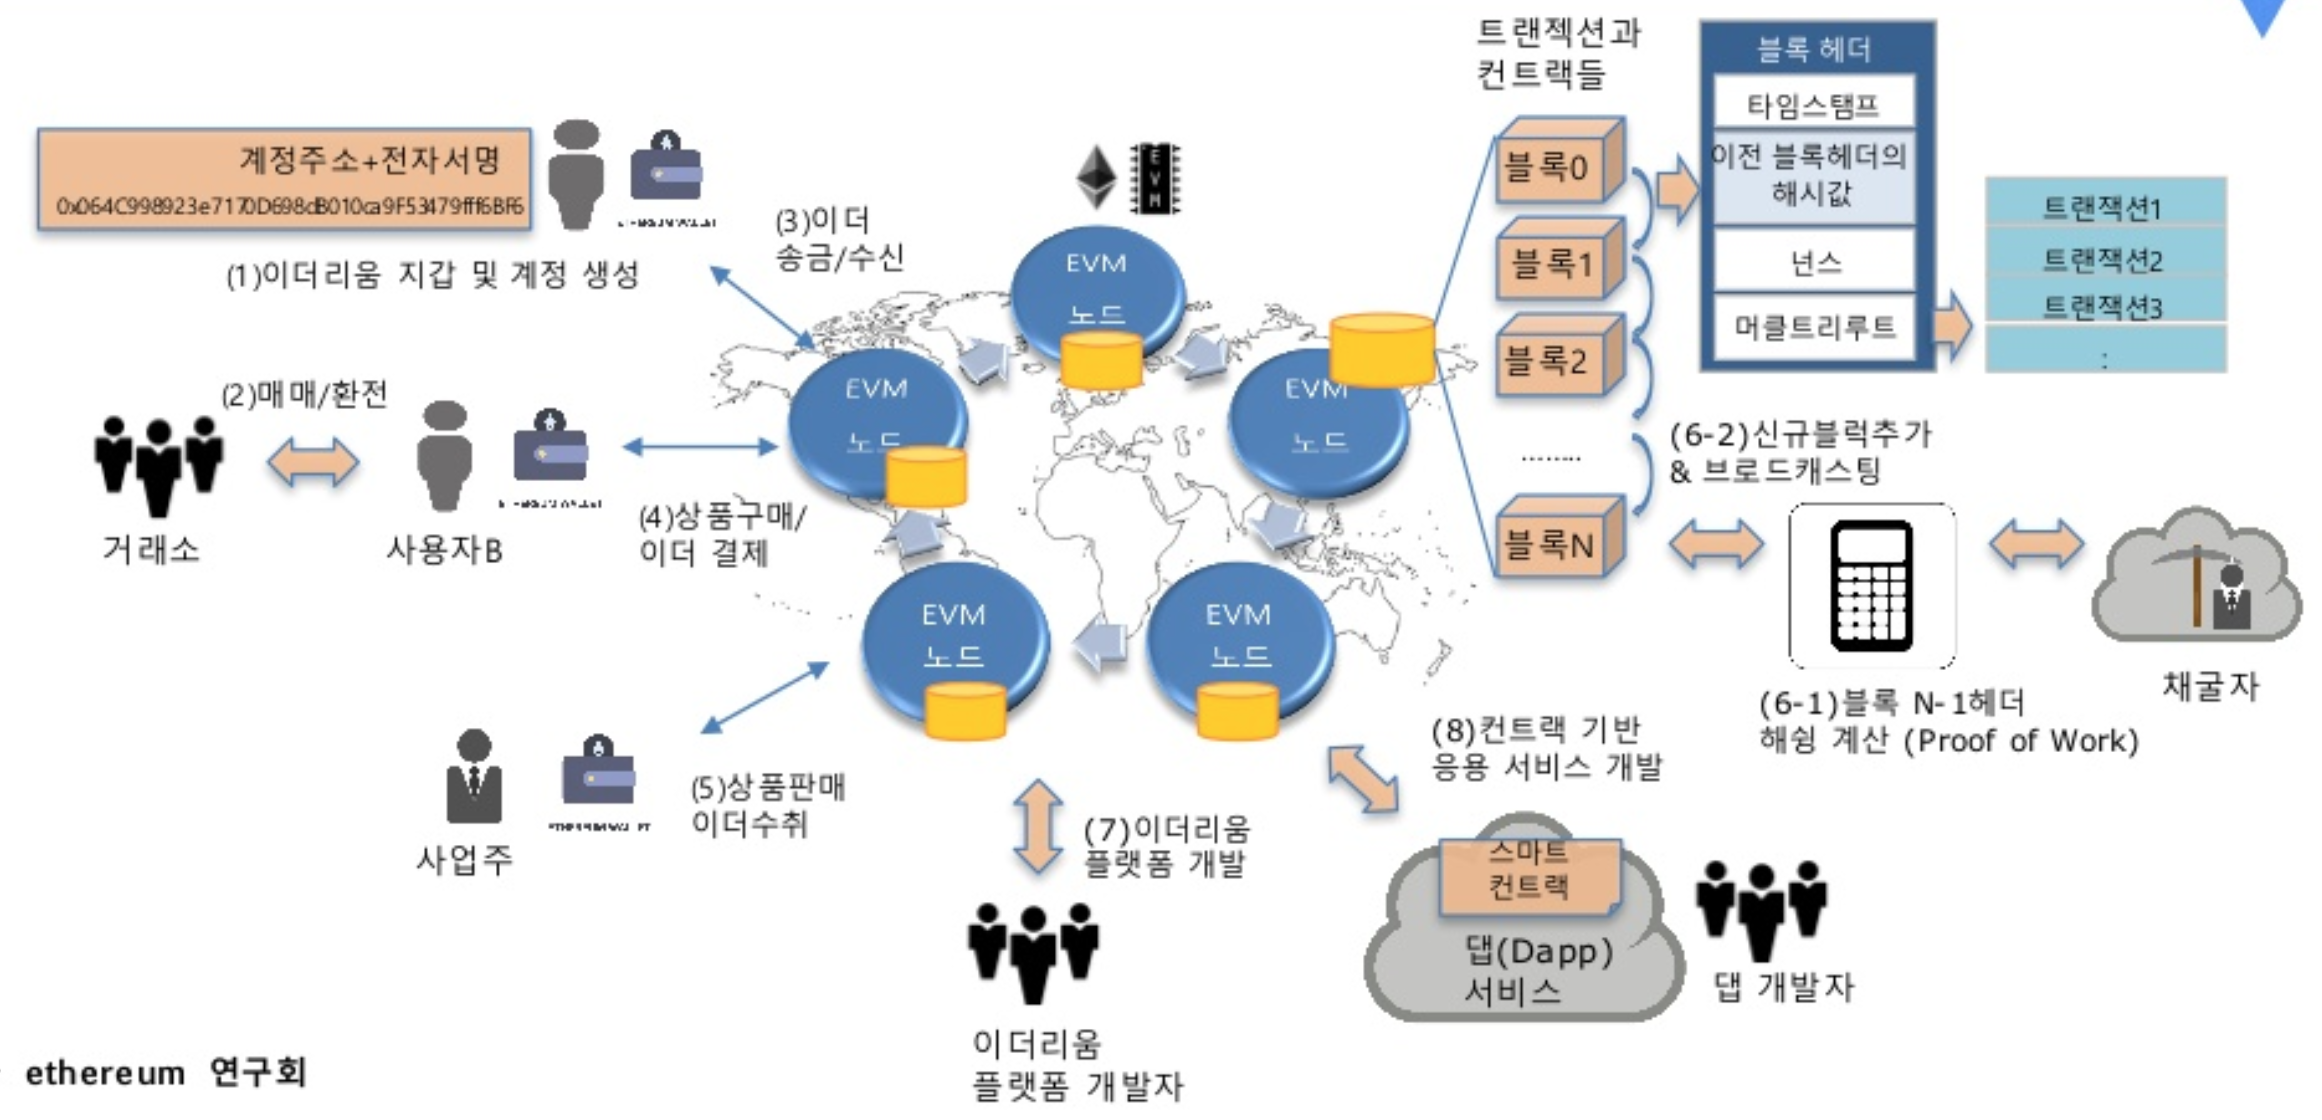 트랜젝션과
컨트랙들
블록 헤더
타임스탬프
이전 블록헤더의
해시값
넌스
머클트리루트
트랜잭션1
트랜잭션2
트랜잭션3
:
블록0
블록1
블록2
........
블록N
계정주소+전자서명
0x064C998923e7170D698cB010ca9F53479fff6BF6
ETHEREUM WALLET
(1)이더리움 지갑 및 계정 생성
(3)이더
송금/수신
EVM
EVM
노드
EVM
노드
EVM
노드
EVM
노드
EVM
노드
(2)매매/환전
거래소
사용자B
ETHEREUM WALLET
(4)상품구매/
이더 결제
(6-2)신규블럭추가
& 브로드캐스팅
(6-1)블록 N-1헤더
해슁 계산 (Proof of Work)
채굴자
사업주
ETHEREUM WALLET
(5)상품판매
이더수취
(7)이더리움
플랫폼 개발
이더리움
플랫폼 개발자
(8)컨트랙 기반
응용 서비스 개발
스마트
컨트랙
댑(Dapp)
서비스
댑 개발자
ethereum 연구회